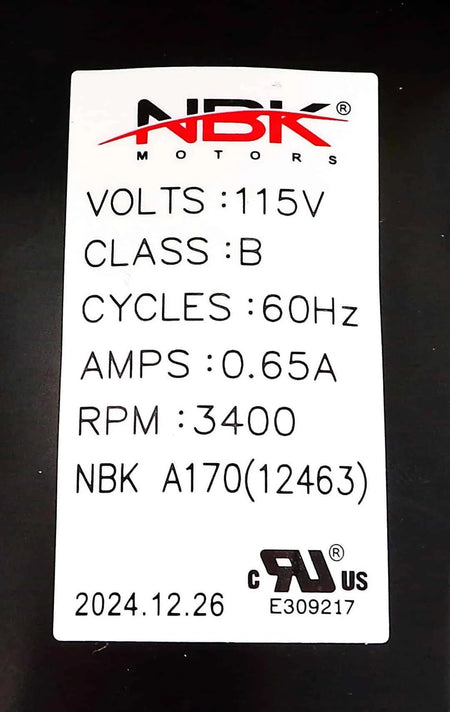 NBK®
MOTORS
VOLTS :115V
CLASS :B
CYCLES :60Hz
AMPS :0.65A
RPM :3400
NBK A170(12463)
c RU® US
2024.12.26 E309217